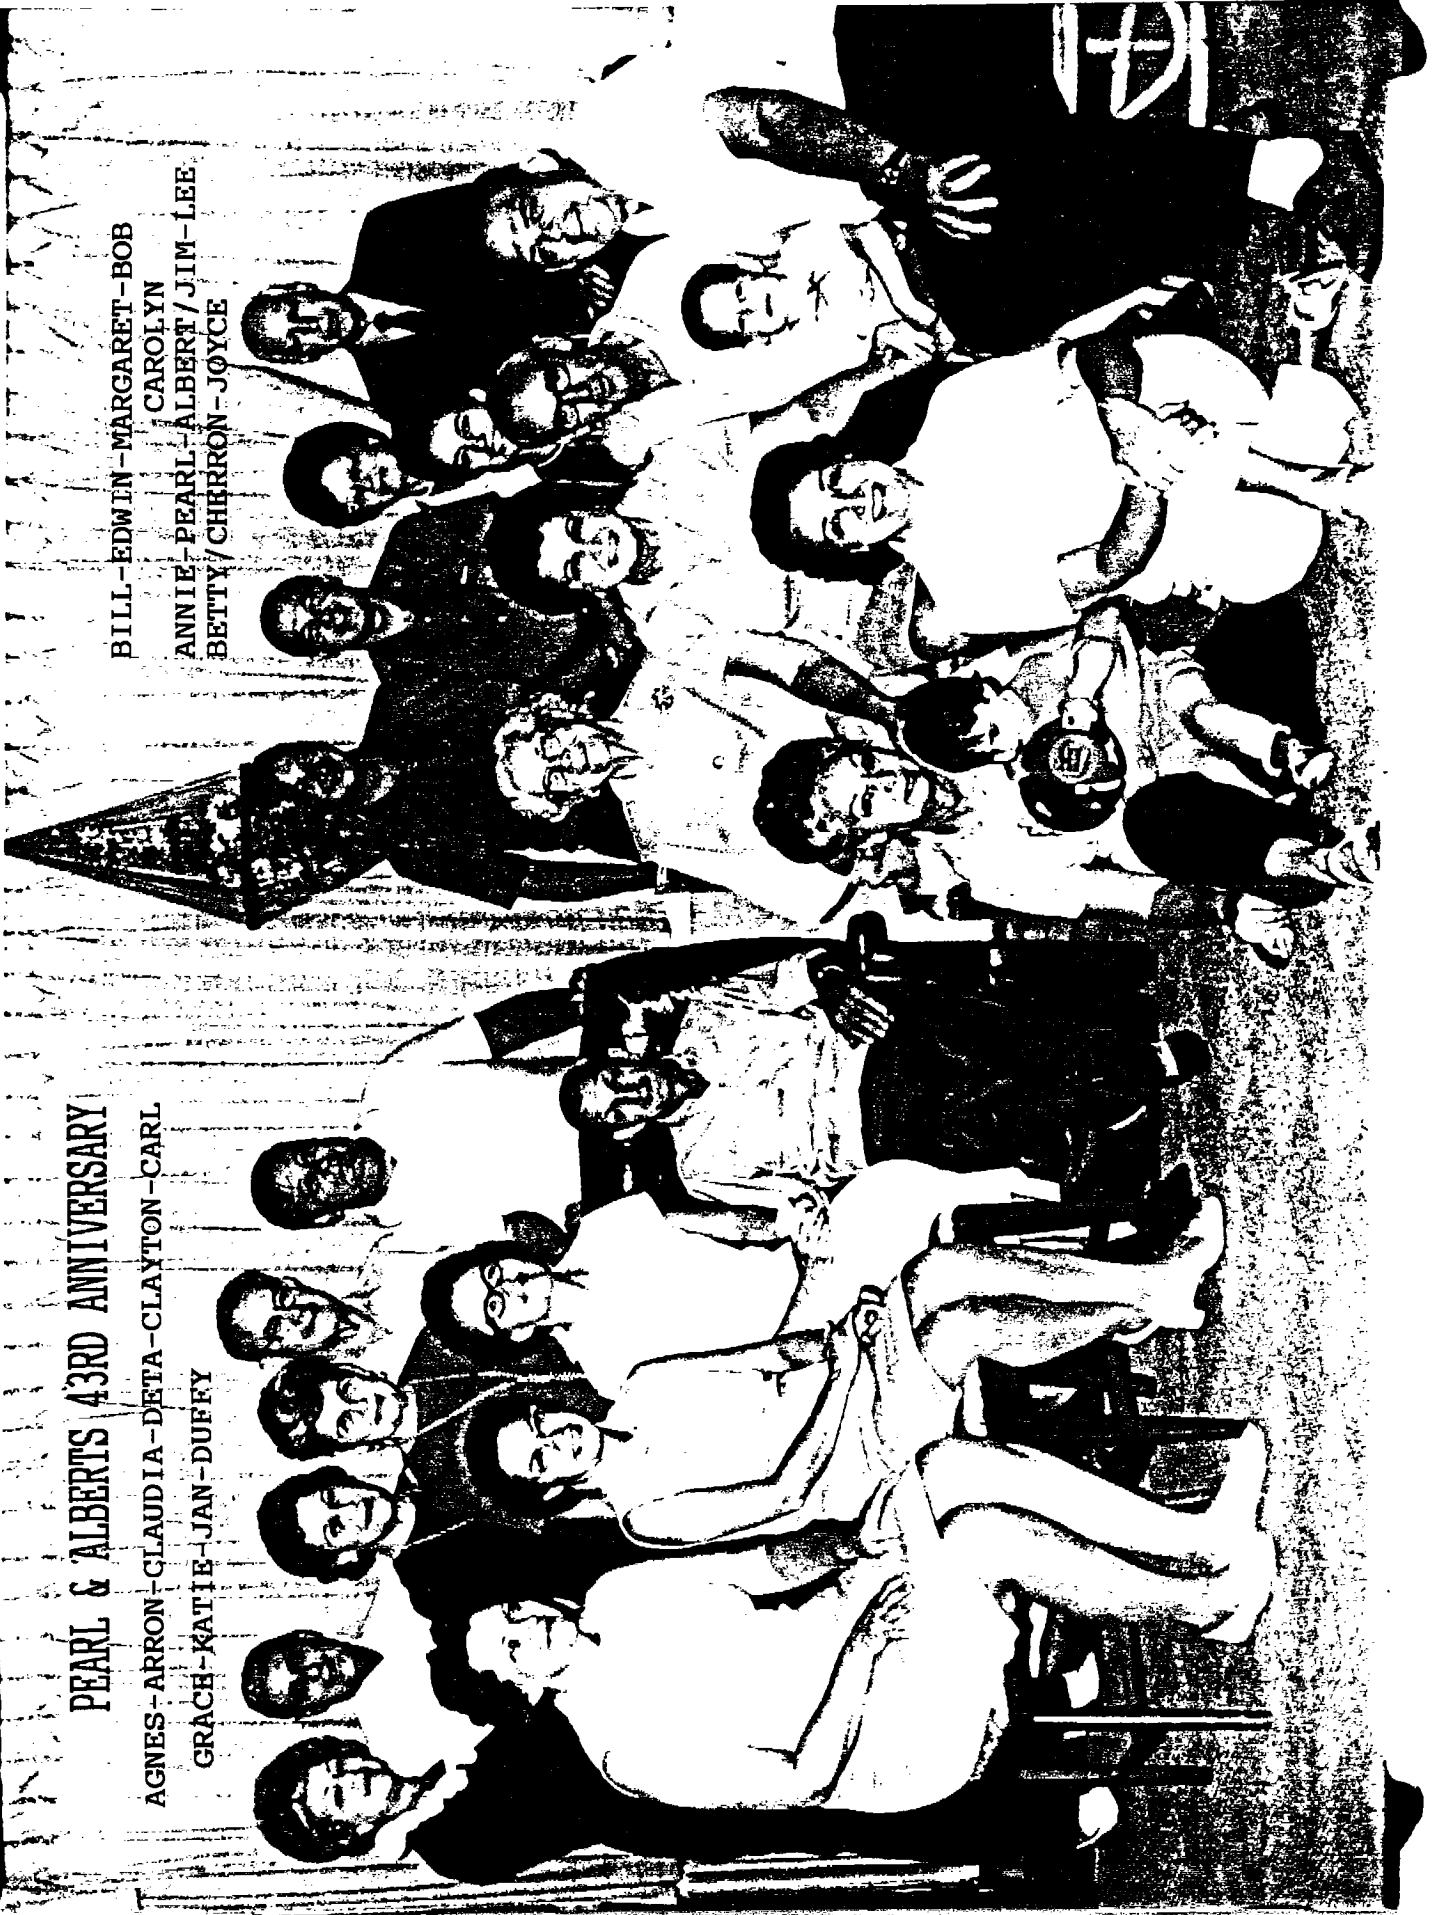 PEARL & ALBERTS 43RD ANNIVERSARY
AGNES-ARRON-CLAUDIA-DETA-CLAYTON-CARL
GRACE-KATIE-JAN-DUFFY
BILL-EDWIN-MARGARET-BOB
CAROLYN
ANNIE-PEARL-ALBERT/JIM-LEE
BETTY/CHERRON-JOYCE